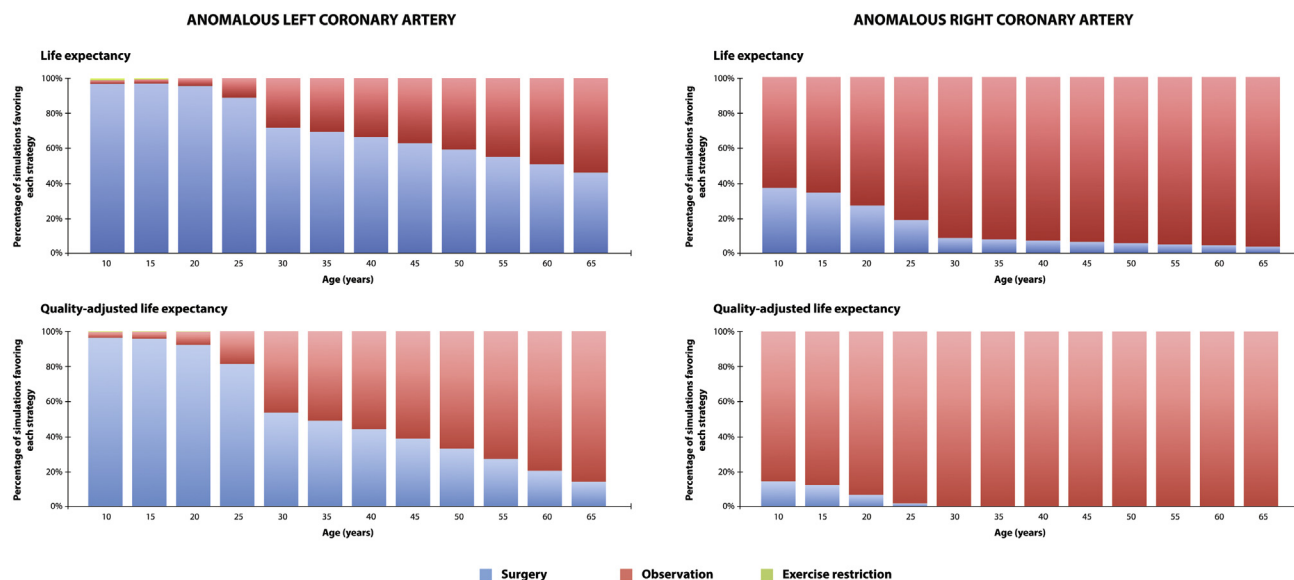 ANOMALOUS LEFT CORONARY ARTERY
Life expectancy
Percentage of simulations favoring
each strategy
100%
80%
60%
40%
20%
0%
10 15 20 25 30 35 40 45 50 55 60 65
Age (years)
Quality-adjusted life expectancy
Percentage of simulations favoring
each strategy
100%
80%
60%
40%
20%
0%
10 15 20 25 30 35 40 45 50 55 60 65
Age (years)
ANOMALOUS RIGHT CORONARY ARTERY
Life expectancy
Percentage of simulations favoring
each strategy
100%
80%
60%
40%
20%
0%
10 15 20 25 30 35 40 45 50 55 60 65
Age (years)
Quality-adjusted life expectancy
Percentage of simulations favoring
each strategy
100%
80%
60%
40%
20%
0%
10 15 20 25 30 35 40 45 50 55 60 65
Age (years)
Surgery Observation Exercise restriction